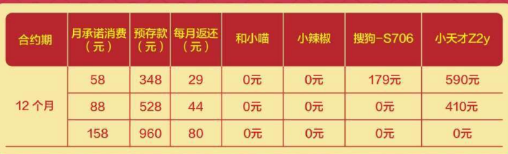 合约期 月承诺消费（元） 预存款（元） 每月返还（元） 和小喵 小辣椒 搜狗-S706 小天才Z2y
12个月 58 348 29 0元 0元 179元 590元
88 528 44 0元 0元 0元 410元
158 960 80 0元 0元 0元 0元